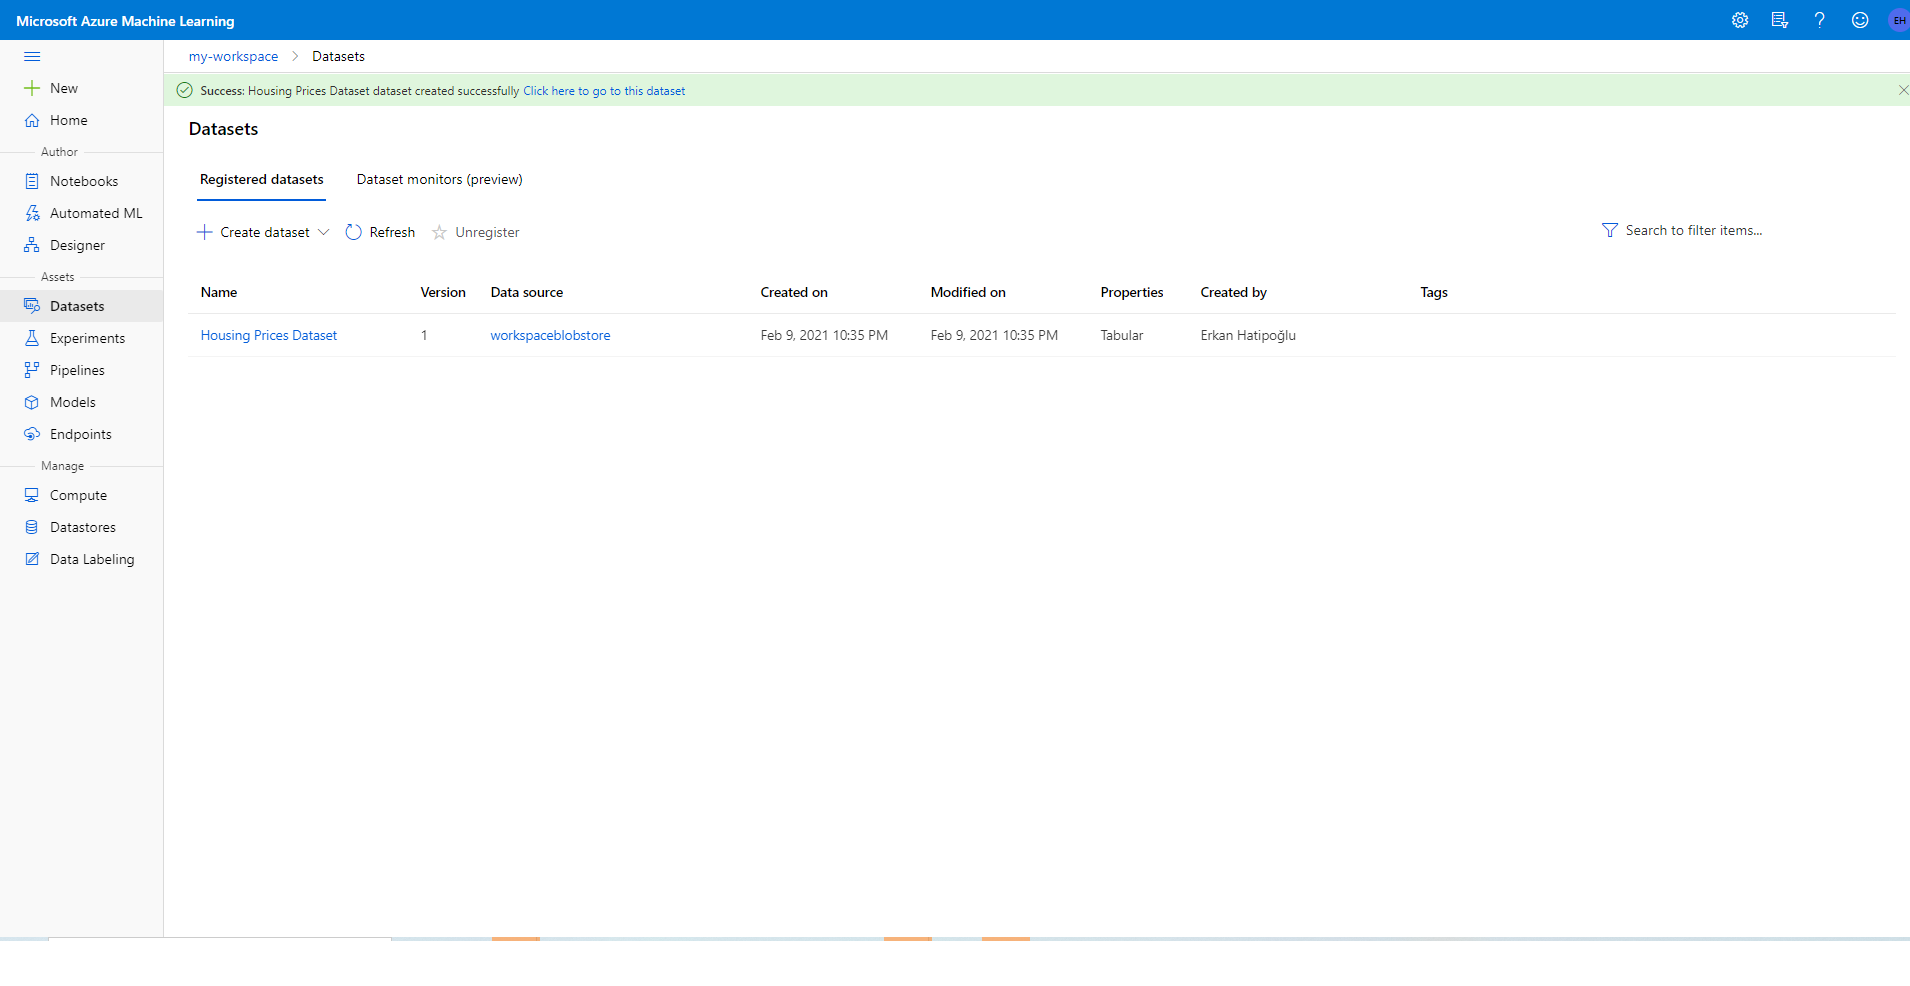 Microsoft Azure Machine Learning
EH
New
Home
Author
Notebooks
Automated ML
Designer
Assets
Datasets
Experiments
Pipelines
Models
Endpoints
Manage
Compute
Datastores
Data Labeling
my-workspace > Datasets
Success: Housing Prices Dataset dataset created successfully Click here to go to this dataset
Datasets
Registered datasets Dataset monitors (preview)
Create dataset Refresh Unregister Search to filter items...
Name Version Data source Created on Modified on Properties Created by Tags
Housing Prices Dataset 1 workspaceblobstore Feb 9, 2021 10:35 PM Feb 9, 2021 10:35 PM Tabular Erkan Hatipoğlu